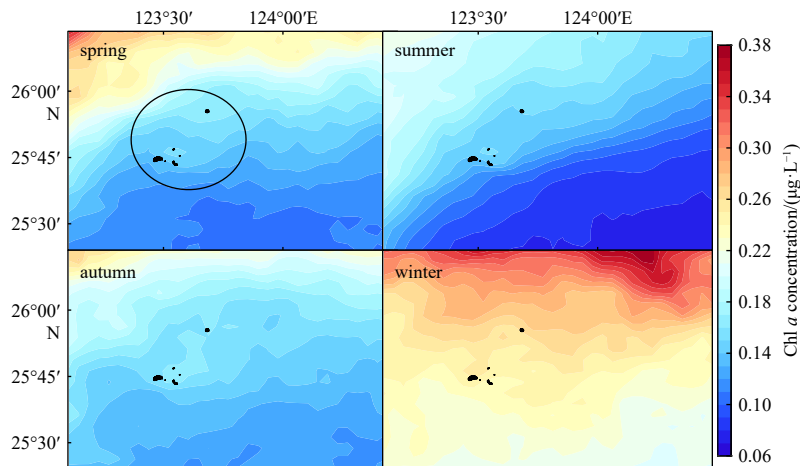 123°30′ 124°00′E 123°30′ 124°00′E
spring
summer
26°00′
N
25°45′
25°30′
autumn
winter
26°00′
N
25°45′
25°30′
0.38
0.34
0.30
0.26
0.22
0.18
0.14
0.10
0.06
Chl a concentration/(μg·L⁻¹)